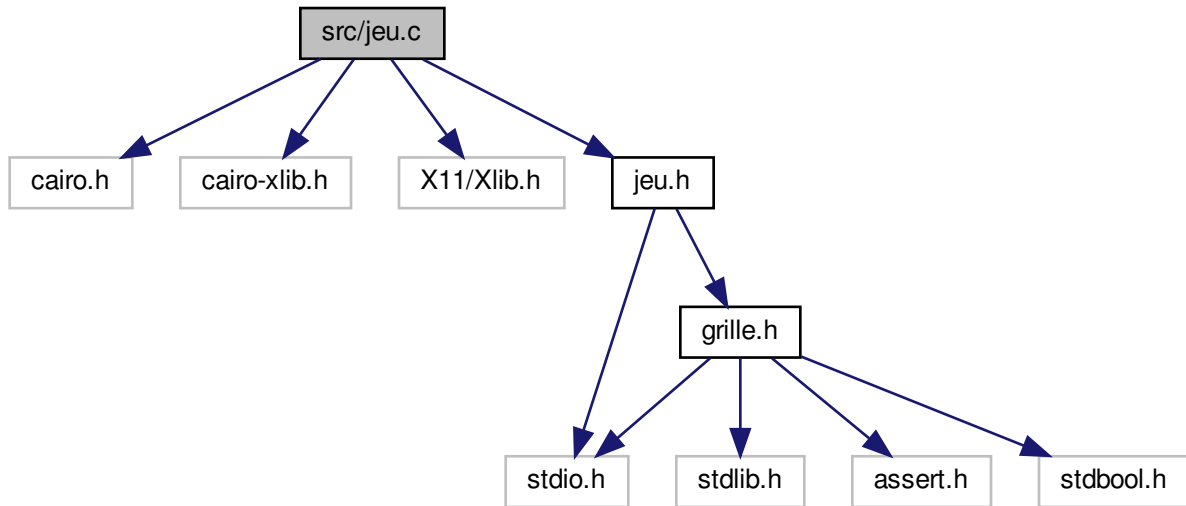 src/jeu.c
cairo.h
cairo-xlib.h
X11/Xlib.h
jeu.h
grille.h
stdio.h
stdlib.h
assert.h
stdbool.h